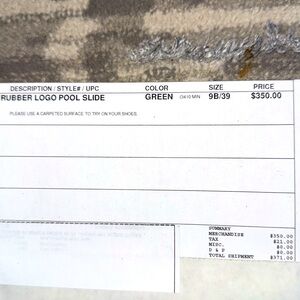 DESCRIPTION / STYLE# / UPC COLOR SIZE PRICE
RUBBER LOGO POOL SLIDE GREEN O410 MIN 9B/39 $350.00
PLEASE USE A CARPETED SURFACE TO TRY ON YOUR SHOES.
SUMMARY
MERCHANDISE $350.00
TAX $21.00
$0.00
D & P $0.00
TOTAL SHIPMENT $371.00